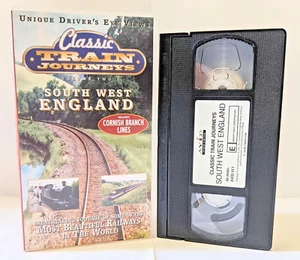 UNIQUE DRIVER'S EYE VIEWS
Classic
TRAIN
JOURNEYS
SOUTH WEST
ENGLAND
CORNISH BRANCH
LINES
MOST BEAUTIFUL RAILWAYS
IN THE WORLD
CLASSIC TRAIN JOURNEYS
SOUTH WEST ENGLAND
E